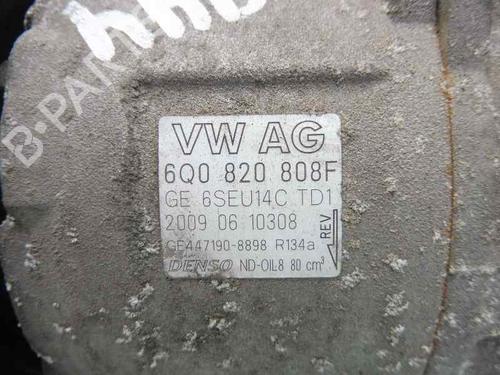 VW AG
6Q0 820 808F
GE 6SEU14C TD1
2009 06 10308
GE447190-8898 R134a
DENSO ND-OIL8 80 cm³
REV
B-PARTS